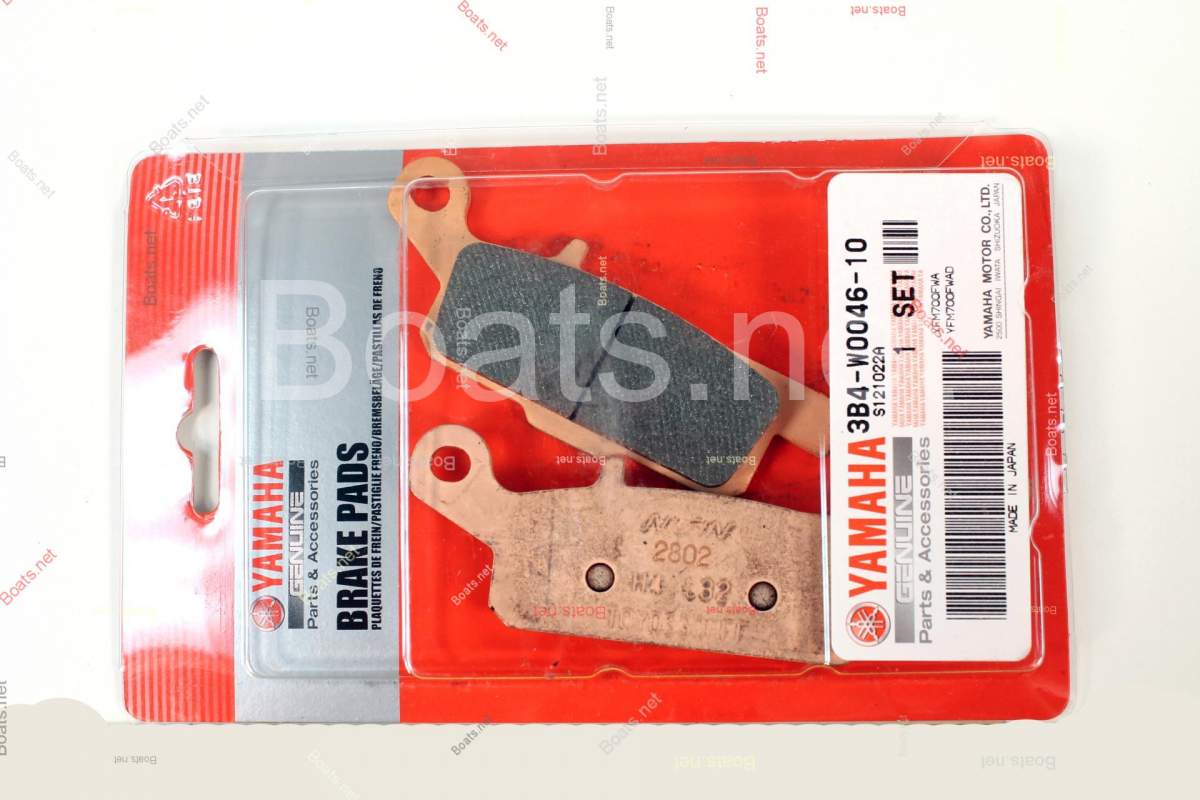 YAMAHA
GENUINE
Parts & Accessories
BRAKE PADS
PLAQUETTES DE FREIN/PASTIGLIE FRENO/BREMSBELÄGE/PASTILLAS DE FRENO
2802
3B4-W0046-10
S121022A
1 SET
YAMAHA
GENUINE
Parts & Accessories
YFM700FWA
YFM700FWAD
YAMAHA MOTOR CO., LTD.
2500 SHINGAI IWATA SHIZUOKA JAPAN
MADE IN JAPAN
Boats.net